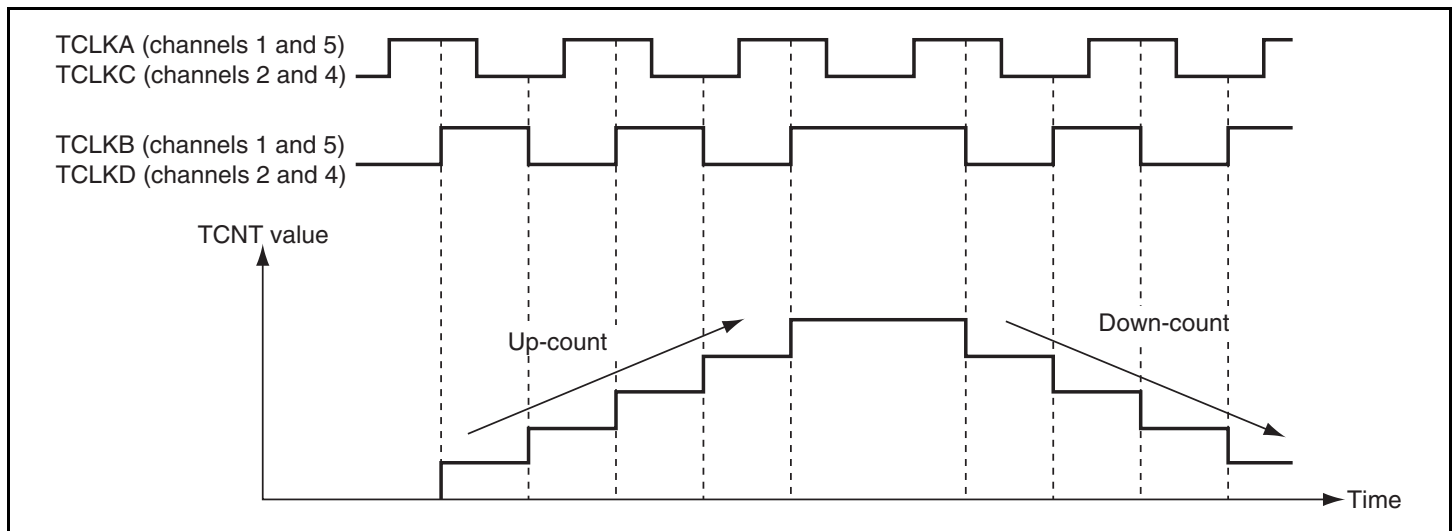 TCLKA (channels 1 and 5)
TCLKC (channels 2 and 4)
TCLKB (channels 1 and 5)
TCLKD (channels 2 and 4)
TCNT value
Up-count
Down-count
Time